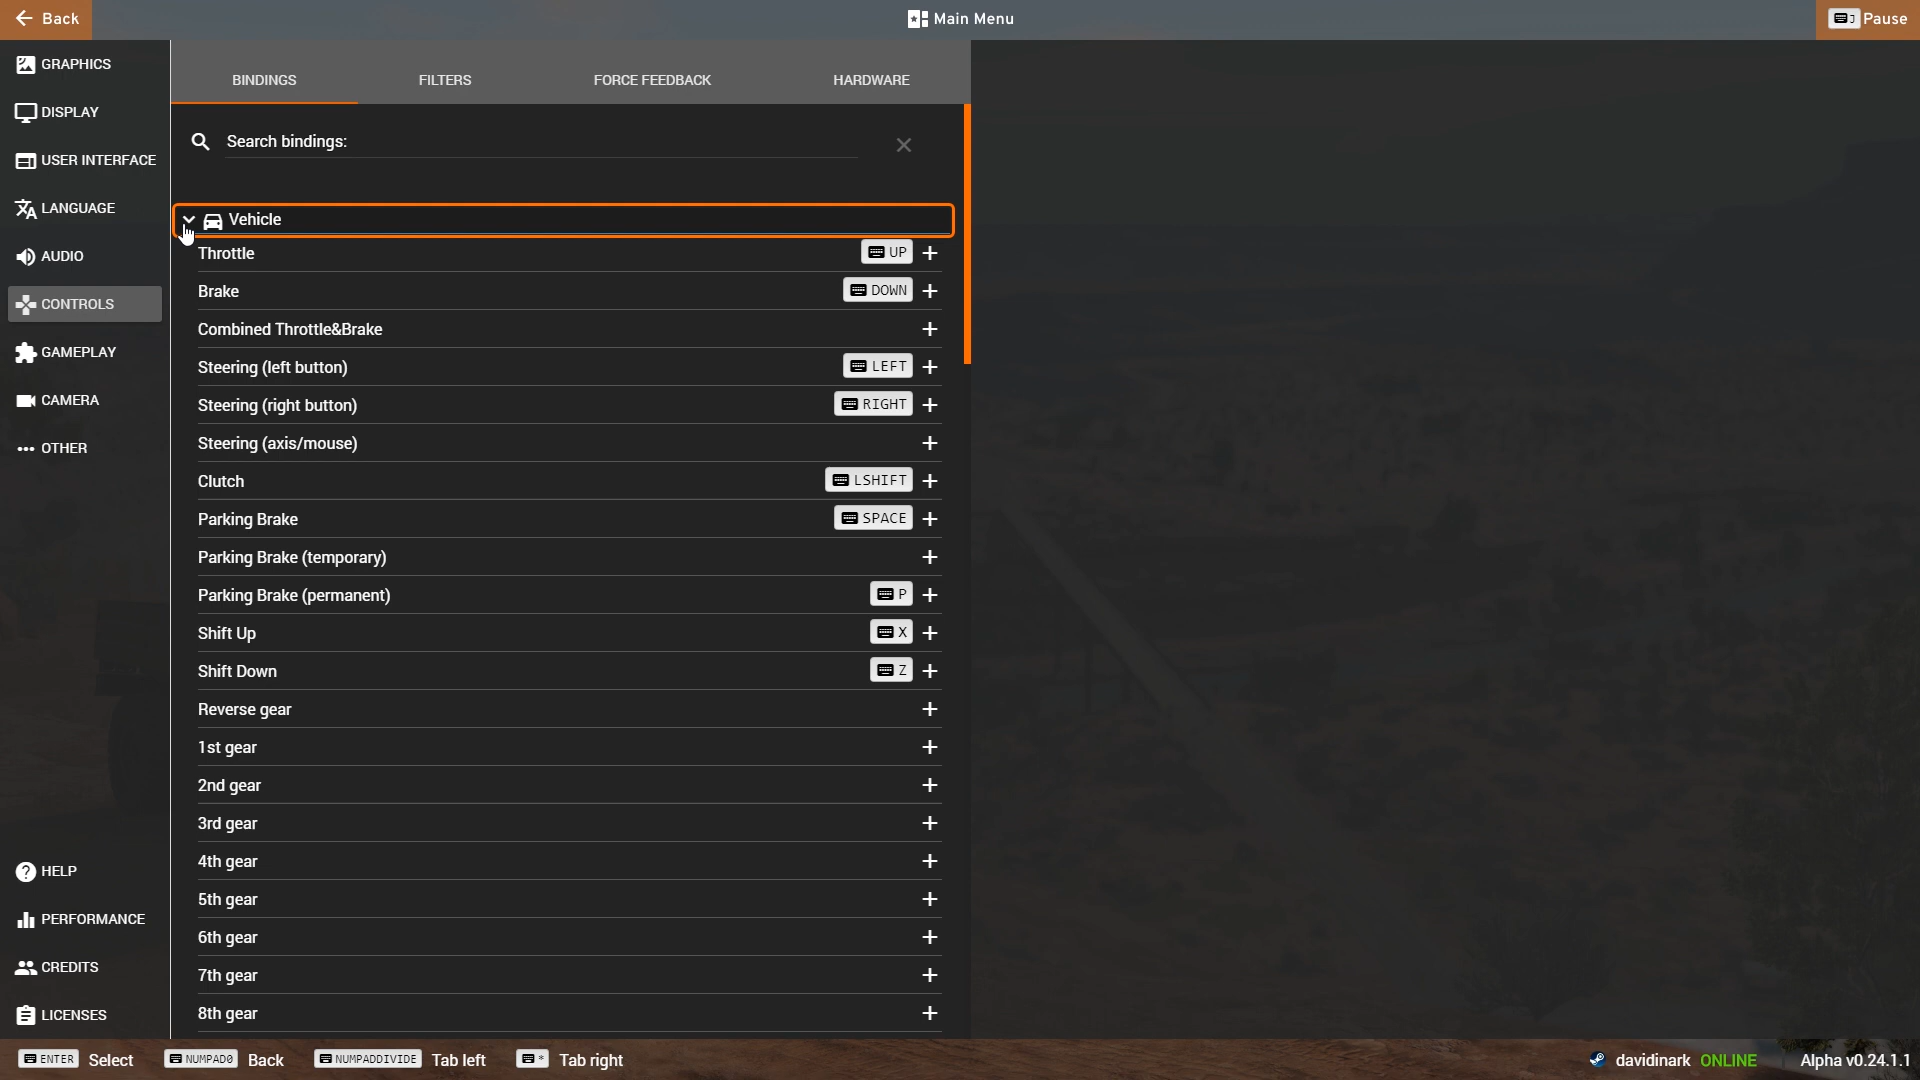 Back
Main Menu
J Pause
GRAPHICS
DISPLAY
USER INTERFACE
LANGUAGE
AUDIO
CONTROLS
GAMEPLAY
CAMERA
OTHER
HELP
PERFORMANCE
CREDITS
LICENSES
BINDINGS FILTERS FORCE FEEDBACK HARDWARE
Search bindings:
Vehicle
Throttle UP
Brake DOWN
Combined Throttle&Brake
Steering (left button) LEFT
Steering (right button) RIGHT
Steering (axis/mouse)
Clutch LSHIFT
Parking Brake SPACE
Parking Brake (temporary)
Parking Brake (permanent) P
Shift Up X
Shift Down Z
Reverse gear
1st gear
2nd gear
3rd gear
4th gear
5th gear
6th gear
7th gear
8th gear
ENTER Select NUMPAD0 Back NUMPADDIVIDE Tab left * Tab right davidinark ONLINE Alpha v0.24.1.1